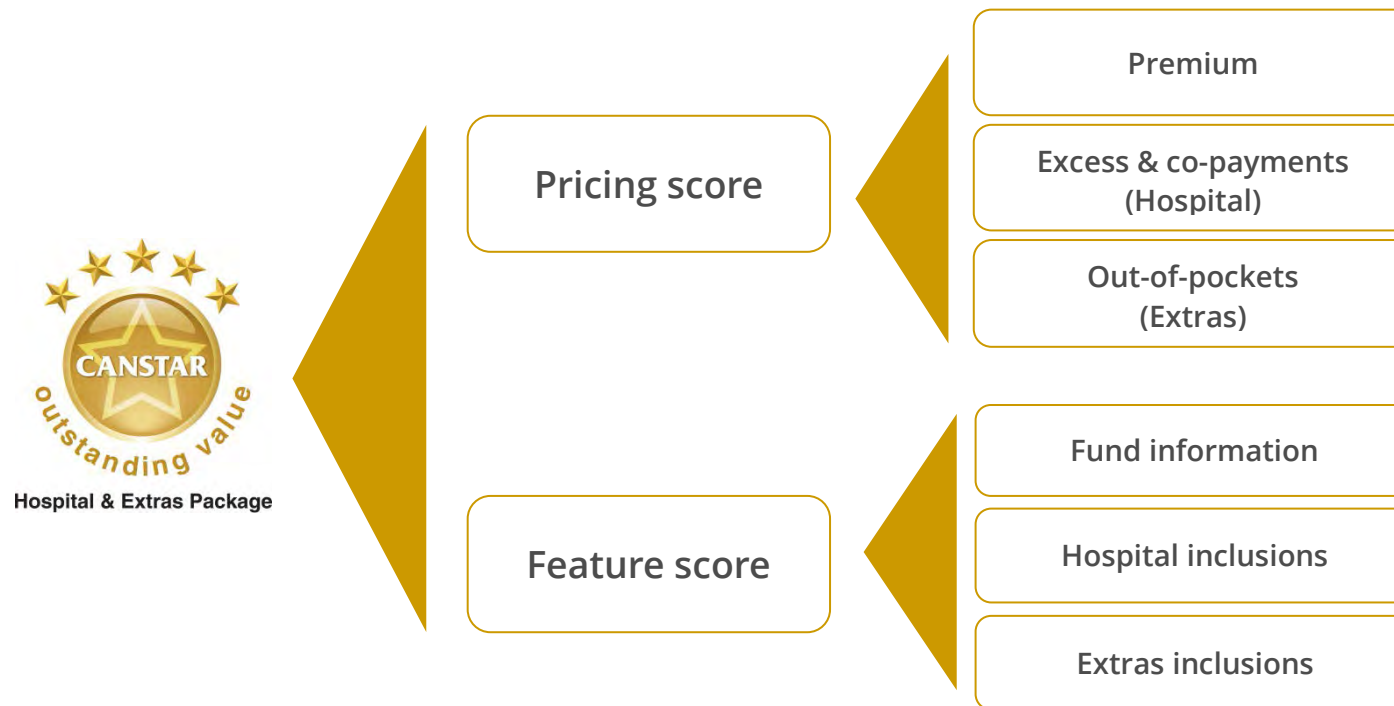 CANSTAR
outstanding value
Hospital & Extras Package
Pricing score
Premium
Excess & co-payments
(Hospital)
Out-of-pockets
(Extras)
Feature score
Fund information
Hospital inclusions
Extras inclusions